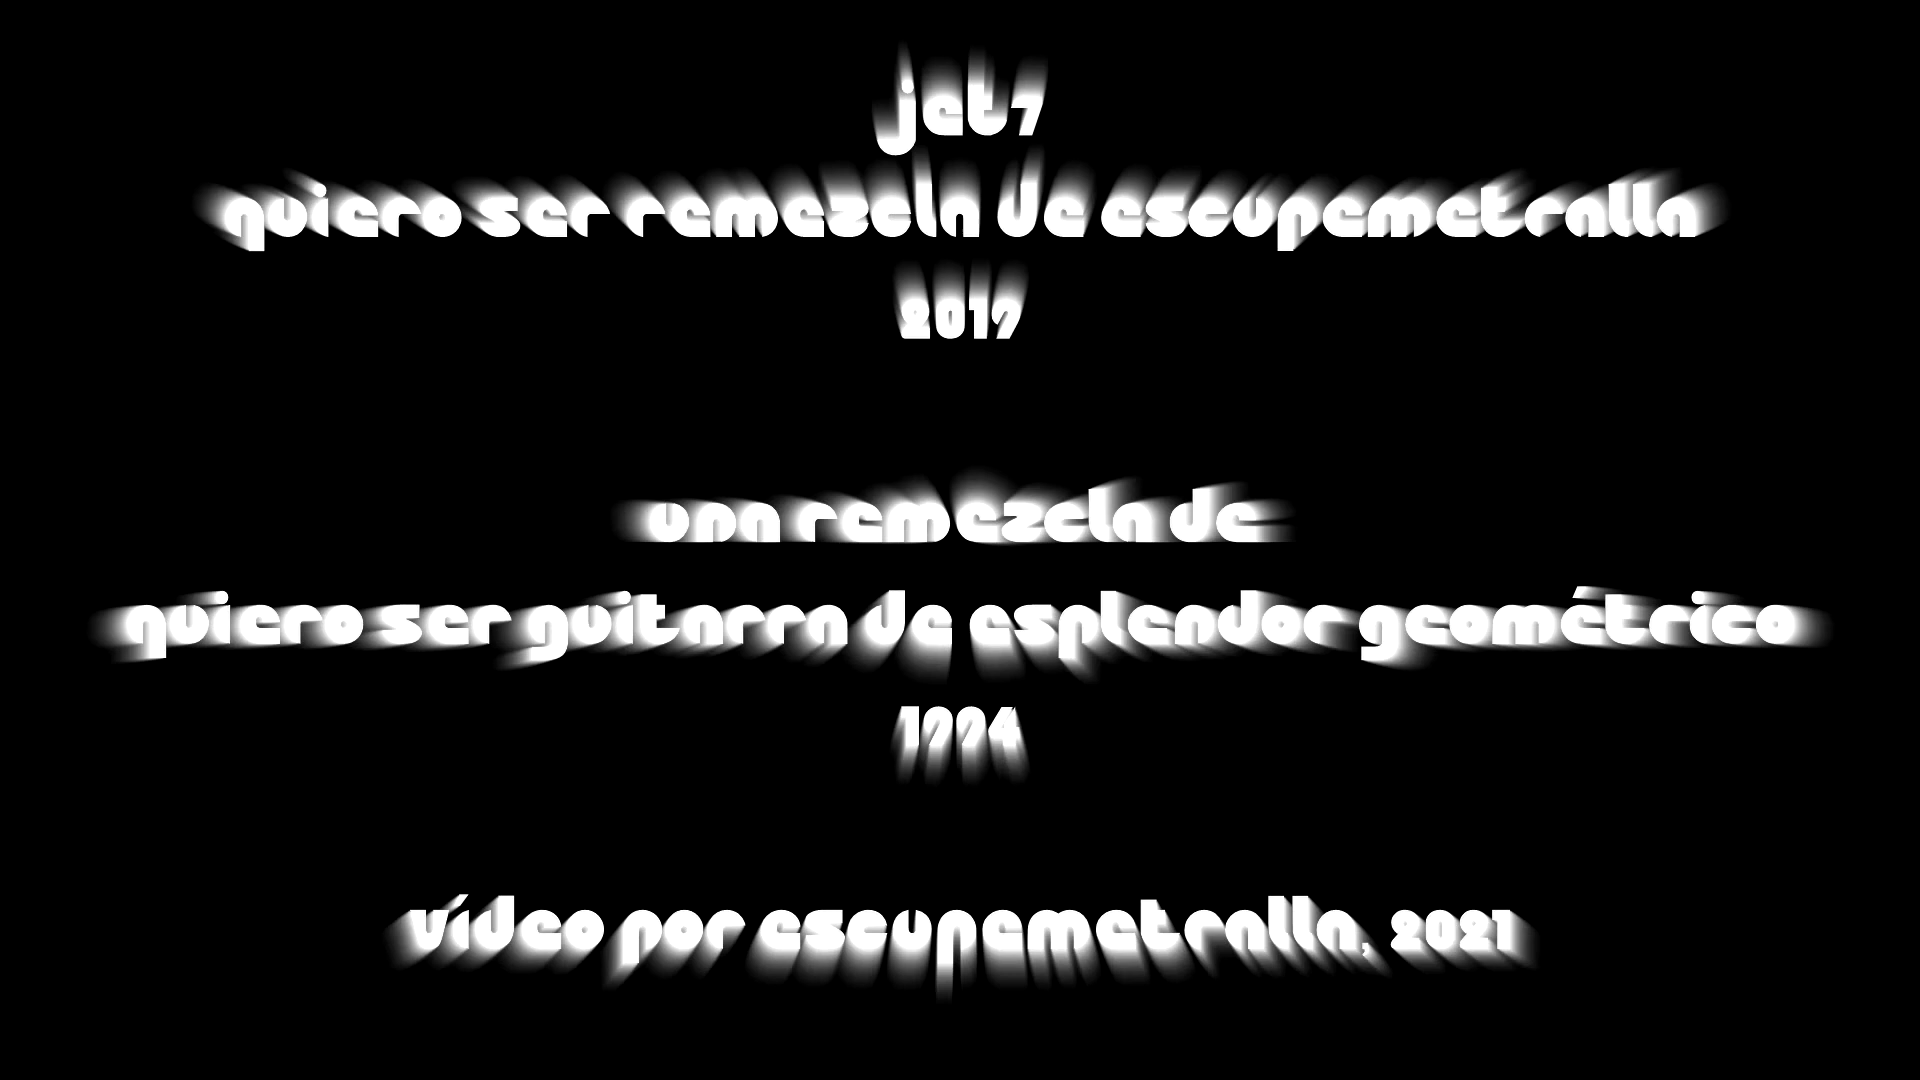 jet7
quiero ser remezcla de escupemetralla
2019
una remezcla de
quiero ser guitarra de esplendor geométrico
1994
vídeo por escupemetralla, 2021